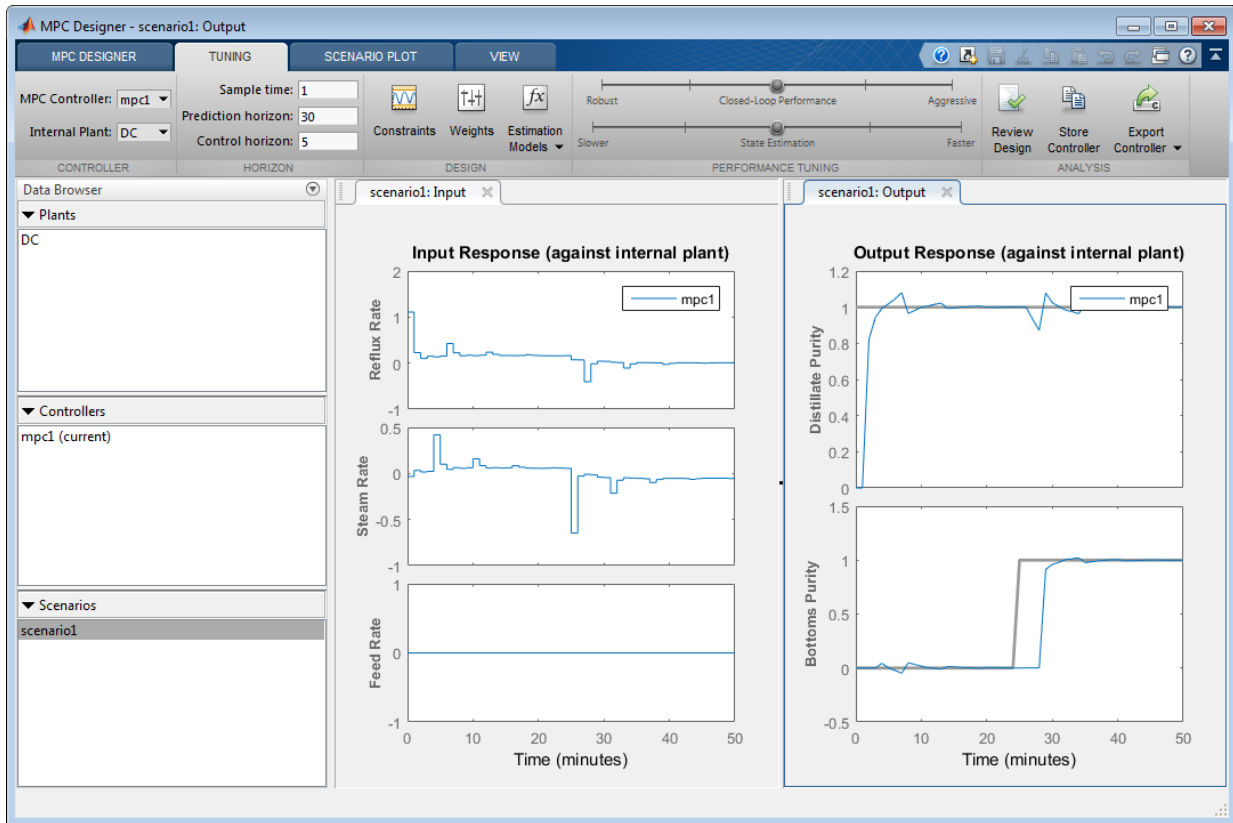 MPC Designer - scenario1: Output
MPC DESIGNER TUNING SCENARIO PLOT VIEW
MPC Controller: mpc1
Internal Plant: DC
CONTROLLER
Sample time: 1
Prediction horizon: 30
Control horizon: 5
HORIZON
Constraints
Weights
Estimation
Models
DESIGN
Robust Closed-Loop Performance Aggressive
Slower State Estimation Faster
PERFORMANCE TUNING
Review
Design
Store
Controller
Export
Controller
ANALYSIS
Data Browser
Plants
DC
Controllers
mpc1 (current)
Scenarios
scenario1
scenario1: Input
Input Response (against internal plant)
mpc1
Reflux Rate
2
1
0
-1
Steam Rate
0.5
0
-0.5
-1
Feed Rate
1
0
-1
0 10 20 30 40 50
Time (minutes)
scenario1: Output
Output Response (against internal plant)
mpc1
Distillate Purity
1.2
1
0.8
0.6
0.4
0.2
0
Bottoms Purity
1.5
1
0.5
0
-0.5
0 10 20 30 40 50
Time (minutes)